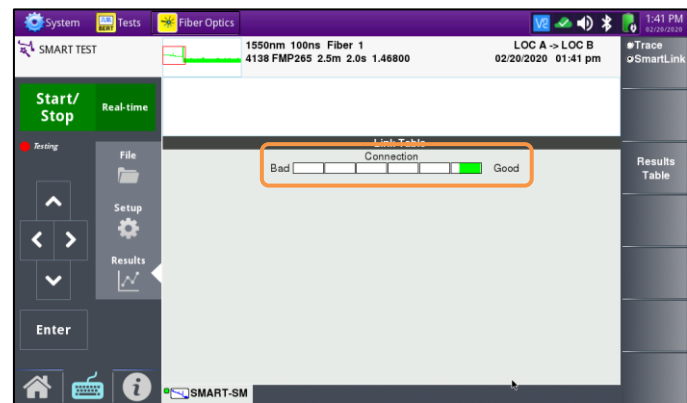 System
Tests
Fiber Optics
V2
1:41 PM
02/20/2020
SMART TEST
1550nm 100ns Fiber 1
4138 FMP265 2.5m 2.0s 1.46800
LOC A -> LOC B
02/20/2020 01:41 pm
Trace
SmartLink
Start/
Stop
Real-time
Testing
File
Setup
Results
Enter
Link Table
Connection
Bad
Good
Results
Table
SMART-SM